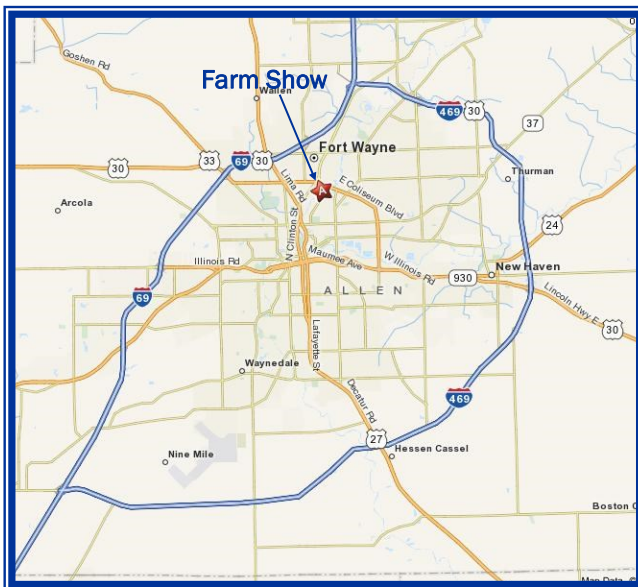 Goshen Rd
Farm Show
Wallen
30
469
30
37
33
69
30
Fort Wayne
Thurman
Lima Rd
A
E Coliseum Blvd
Arcola
N Clinton St
24
Illinois Rd
Maumee Ave
W Illinois Rd
930
New Haven
69
ALLEN
Lincoln Hwy E
30
Lafayette St
Waynedale
Decatur Rd
469
27
Nine Mile
Hessen Cassel
Boston C
Map Data